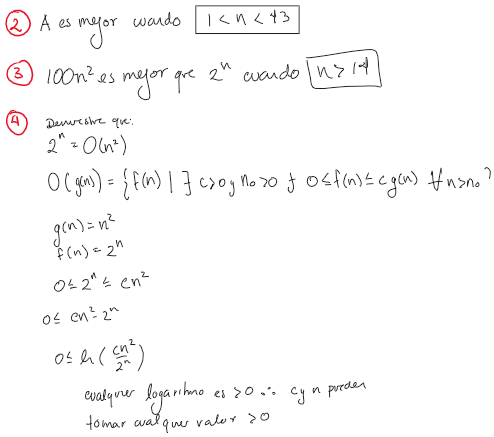 ② A es mejor cuando 1 < n < 43
③ 100n² es mejor que 2ⁿ cuando n > 14
④ Demuestre que:
2ⁿ = O(n²)
O(g(n)) = {f(n) | ∃ c>0 y n₀ >0 ƒ 0≤f(n)≤cg(n) ∀n>n₀}
g(n) = n²
f(n) = 2ⁿ
0 ≤ 2ⁿ ≤ cn²
0 ≤ cn² - 2ⁿ
0 ≤ ln (cn²/2ⁿ)
cualquier logaritmo es >0 ∴ c y n pueden
tomar cualquier valor >0